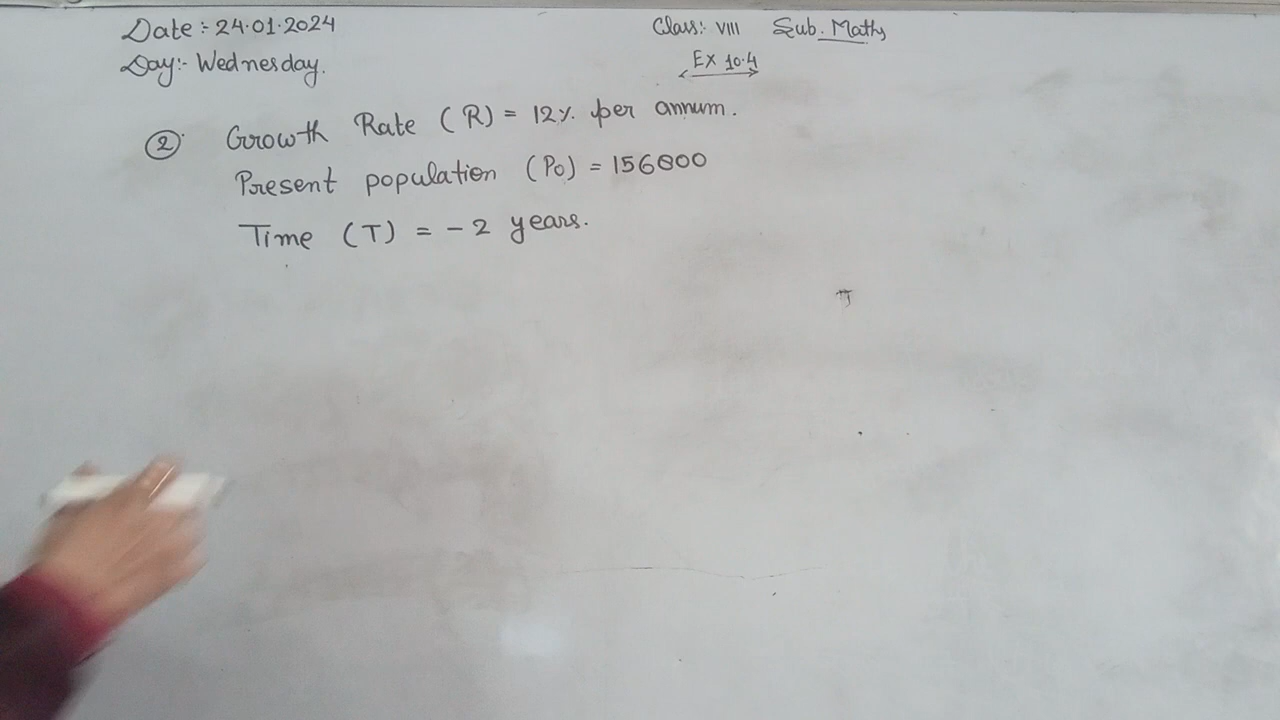 Date:- 24.01.2024
Class:- VIII Sub. Maths
Day:- Wednesday.
Ex 10.4
② Growth Rate (R) = 12% per annum.
Present population (P0) = 156800
Time (T) = -2 years.